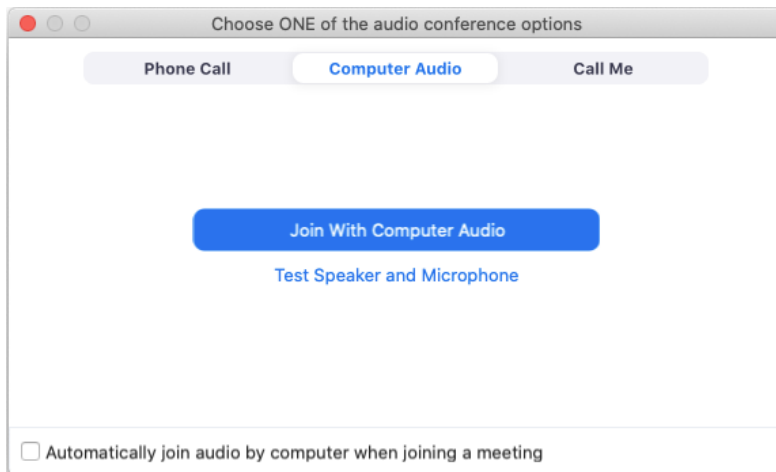 Choose ONE of the audio conference options
Phone Call
Computer Audio
Call Me
Join With Computer Audio
Test Speaker and Microphone
Automatically join audio by computer when joining a meeting